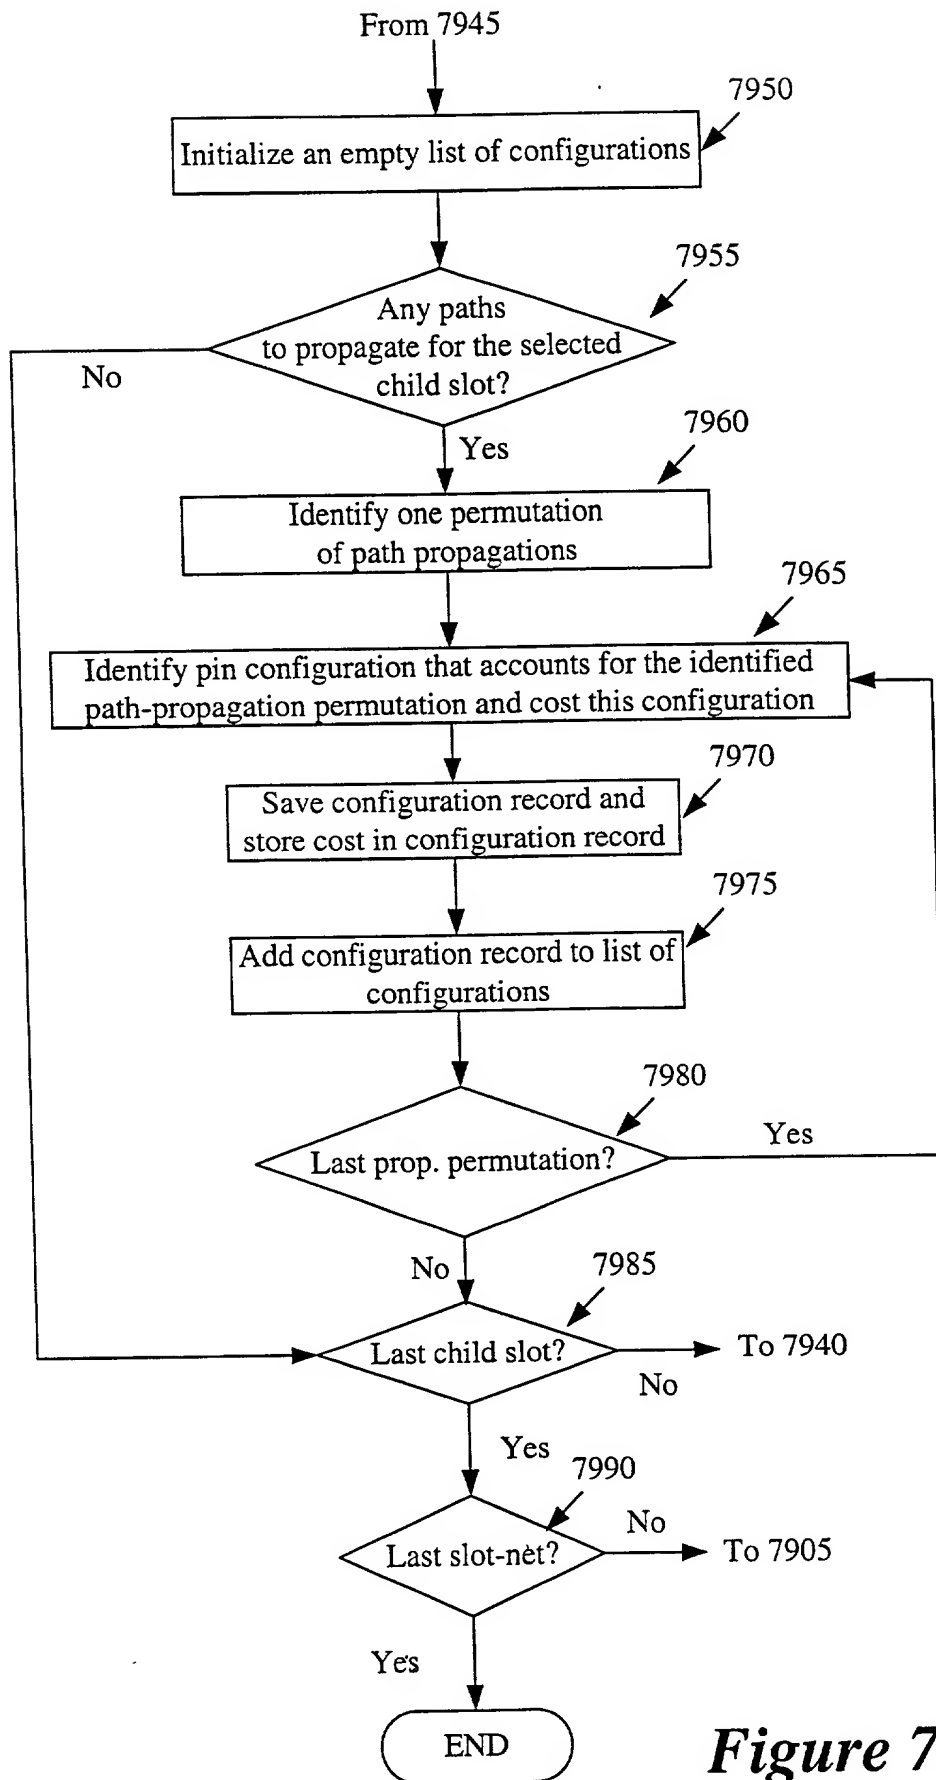 From 7945
7950
Initialize an empty list of configurations
7955
Any paths
to propagate for the selected
child slot?
No
Yes
7960
Identify one permutation
of path propagations
7965
Identify pin configuration that accounts for the identified
path-propagation permutation and cost this configuration
7970
Save configuration record and
store cost in configuration record
7975
Add configuration record to list of
configurations
7980
Last prop. permutation?
Yes
No
7985
Last child slot?
To 7940
No
Yes
7990
Last slot-net?
No
To 7905
Yes
END
Figure 7